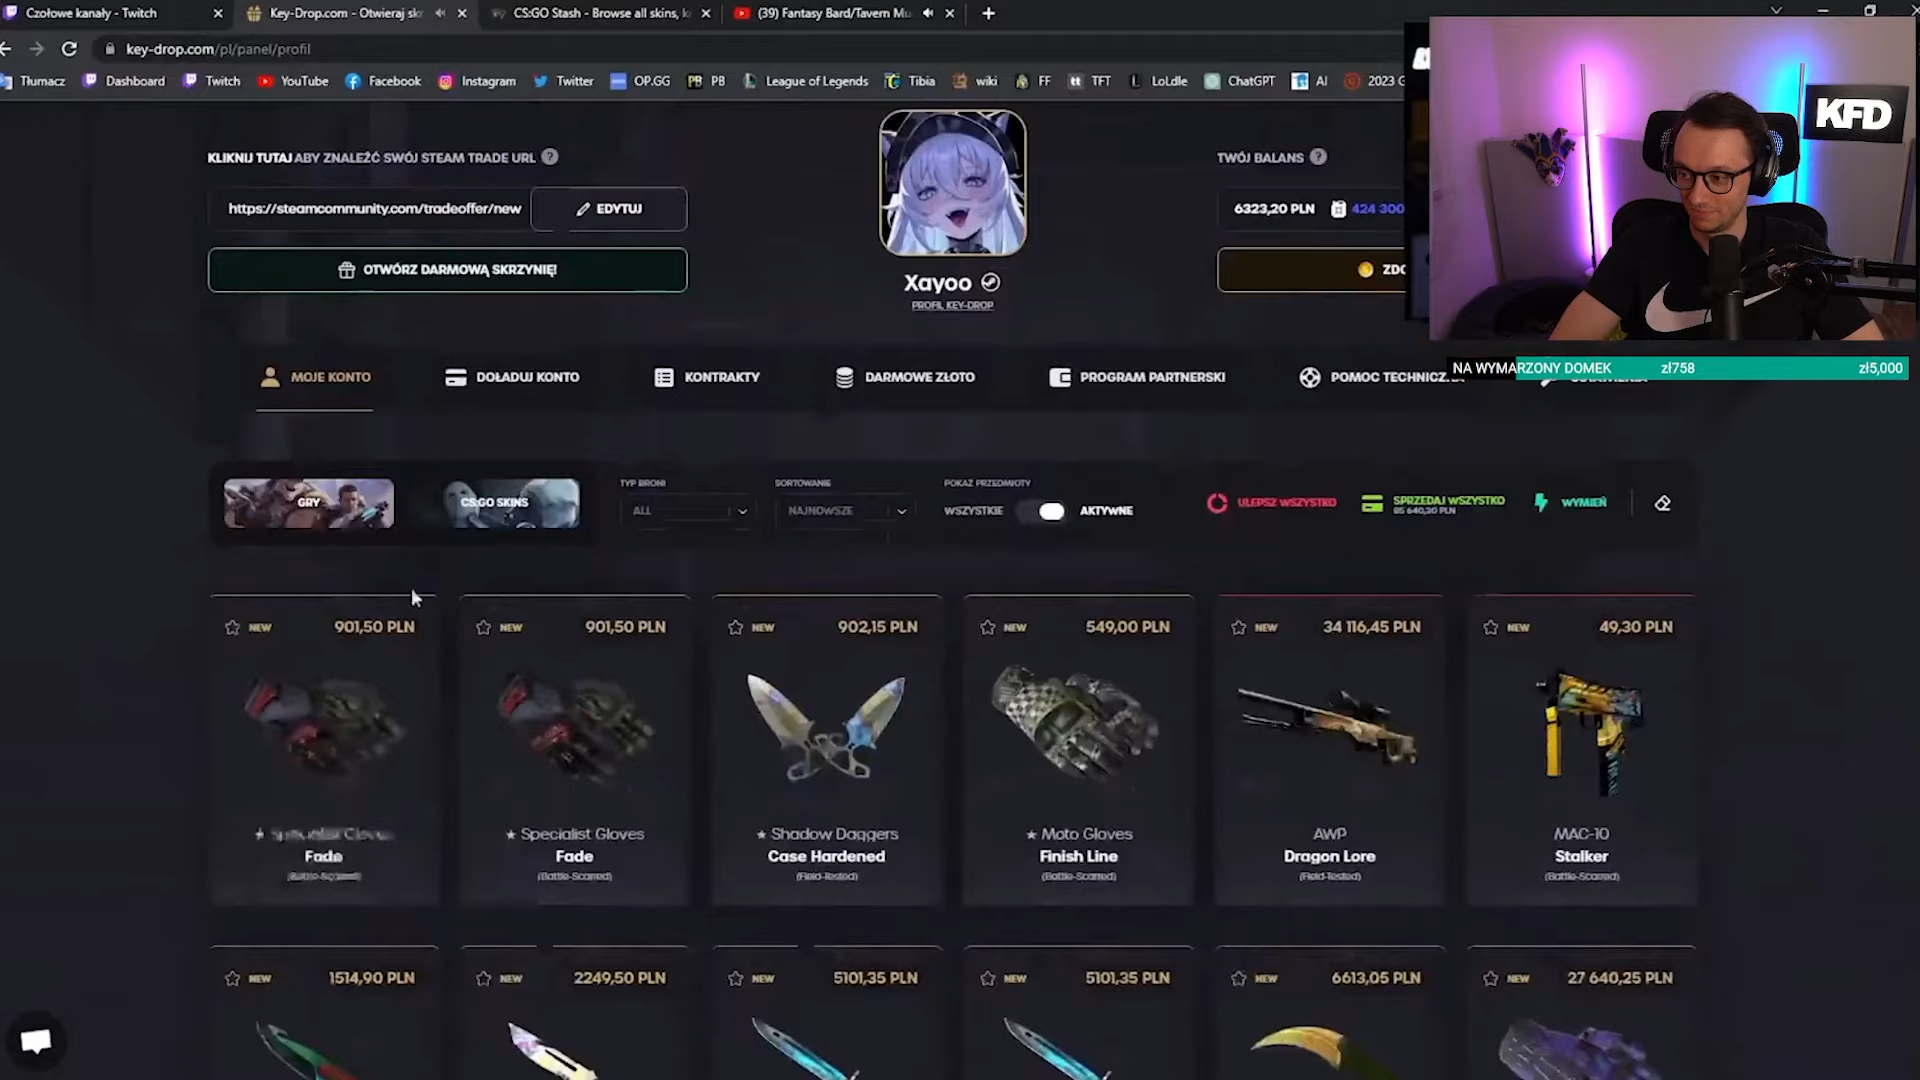 Czołowe kanały - Twitch
Key-Drop.com - Otwieraj sk
CS:GO Stash - Browse all skins, k
(39) Fantasy Bard/Tavern Mu
key-drop.com/pl/panel/profil
Tłumacz
Dashboard
Twitch
YouTube
Facebook
Instagram
Twitter
OP.GG
PB
League of Legends
Tibia
wiki
FF
TFT
LoLdle
ChatGPT
AI
2023 G
KFD
KLIKNIJ TUTAJ ABY ZNALEŹĆ SWÓJ STEAM TRADE URL
TWÓJ BALANS
https://steamcommunity.com/tradeoffer/new
EDYTUJ
6323,20 PLN
424 300
OTWÓRZ DARMOWĄ SKRZYNIĘ!
Xayoo
PROFIL KEY-DROP
NA WYMARZONY DOMEK zł758 zł5,000
MOJE KONTO
DOŁADUJ KONTO
KONTRAKTY
DARMOWE ZŁOTO
PROGRAM PARTNERSKI
POMOC TECHNICZNA
GRY
CS:GO SKINS
TYP BRONI
ALL
SORTOWANIE
NAJNOWSZE
POKAŻ PRZEDMIOTY
WSZYSTKIE
AKTYWNE
ULEPSZ WSZYSTKO
SPRZEDAJ WSZYSTKO
WYMIEŃ
NEW 901,50 PLN
NEW 901,50 PLN
NEW 902,15 PLN
NEW 549,00 PLN
NEW 34 116,45 PLN
NEW 49,30 PLN
★ Specialist Gloves
Fade
(Battle-Scarred)
★ Specialist Gloves
Fade
(Battle-Scarred)
★ Shadow Daggers
Case Hardened
(Field-Tested)
★ Moto Gloves
Finish Line
(Battle-Scarred)
AWP
Dragon Lore
(Field-Tested)
MAC-10
Stalker
(Battle-Scarred)
NEW 1514,90 PLN
NEW 2249,50 PLN
NEW 5101,35 PLN
NEW 5101,35 PLN
NEW 6613,05 PLN
NEW 27 640,25 PLN